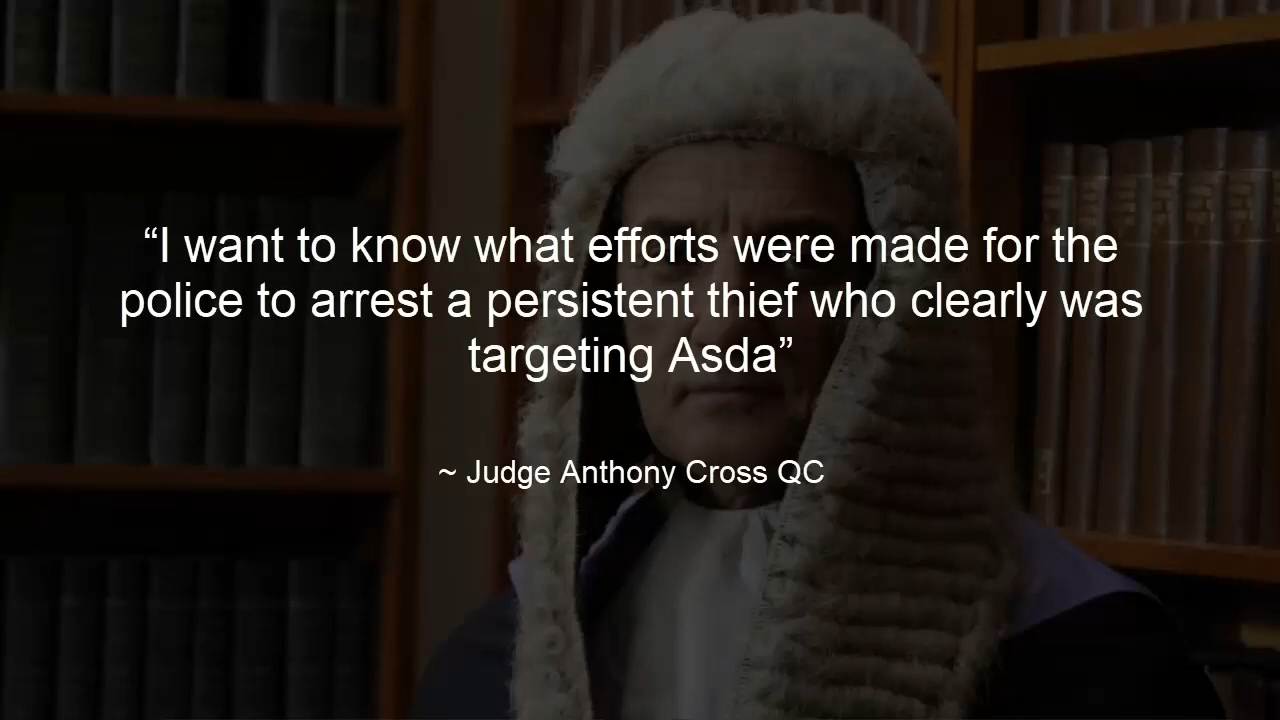 “I want to know what efforts were made for the
police to arrest a persistent thief who clearly was
targeting Asda”
~ Judge Anthony Cross QC